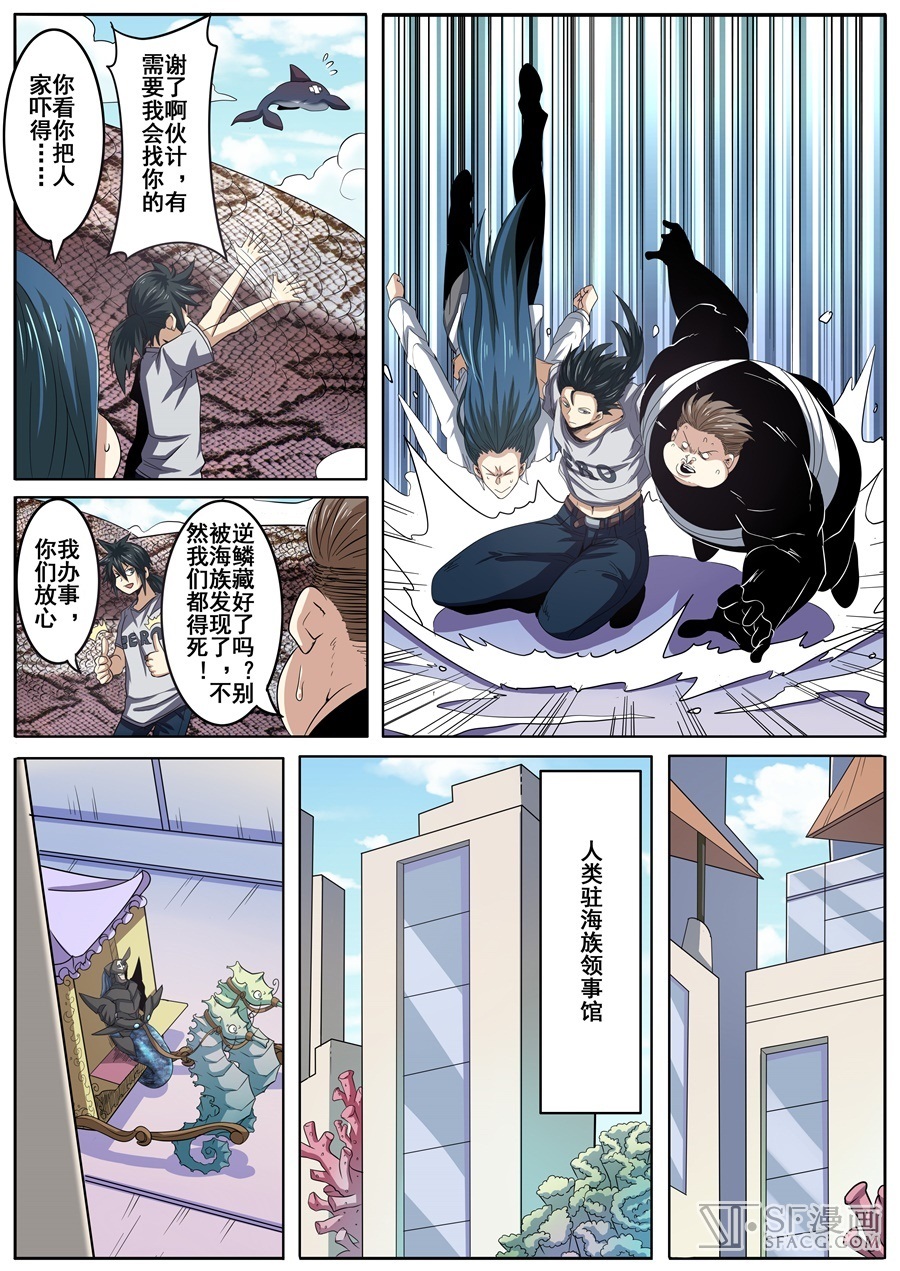 ZERO
谢了啊伙计，有
需要我会找你的
你看你把人
家吓得……
逆鳞藏好了吗？别
被海族发现了，不
然我们都得死！
ZERO
我办事，
你们放心
人类驻海族领事馆
SF漫画
SFACG.COM